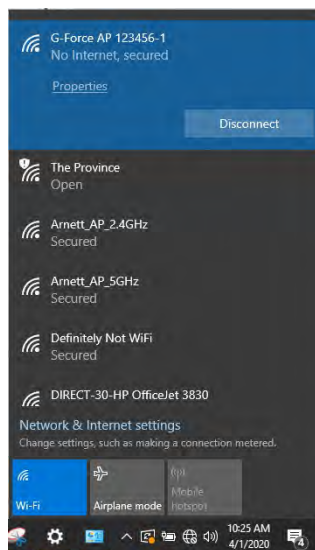 G-Force AP 123456-1
No Internet, secured
Properties
Disconnect
The Province
Open
Arnett_AP_2.4GHz
Secured
Arnett_AP_5GHz
Secured
Definitely Not WiFi
Secured
DIRECT-30-HP OfficeJet 3830
Network & Internet settings
Change settings, such as making a connection metered.
Wi-Fi
Airplane mode
Mobile
Hotspot
10:25 AM
4/1/2020
4